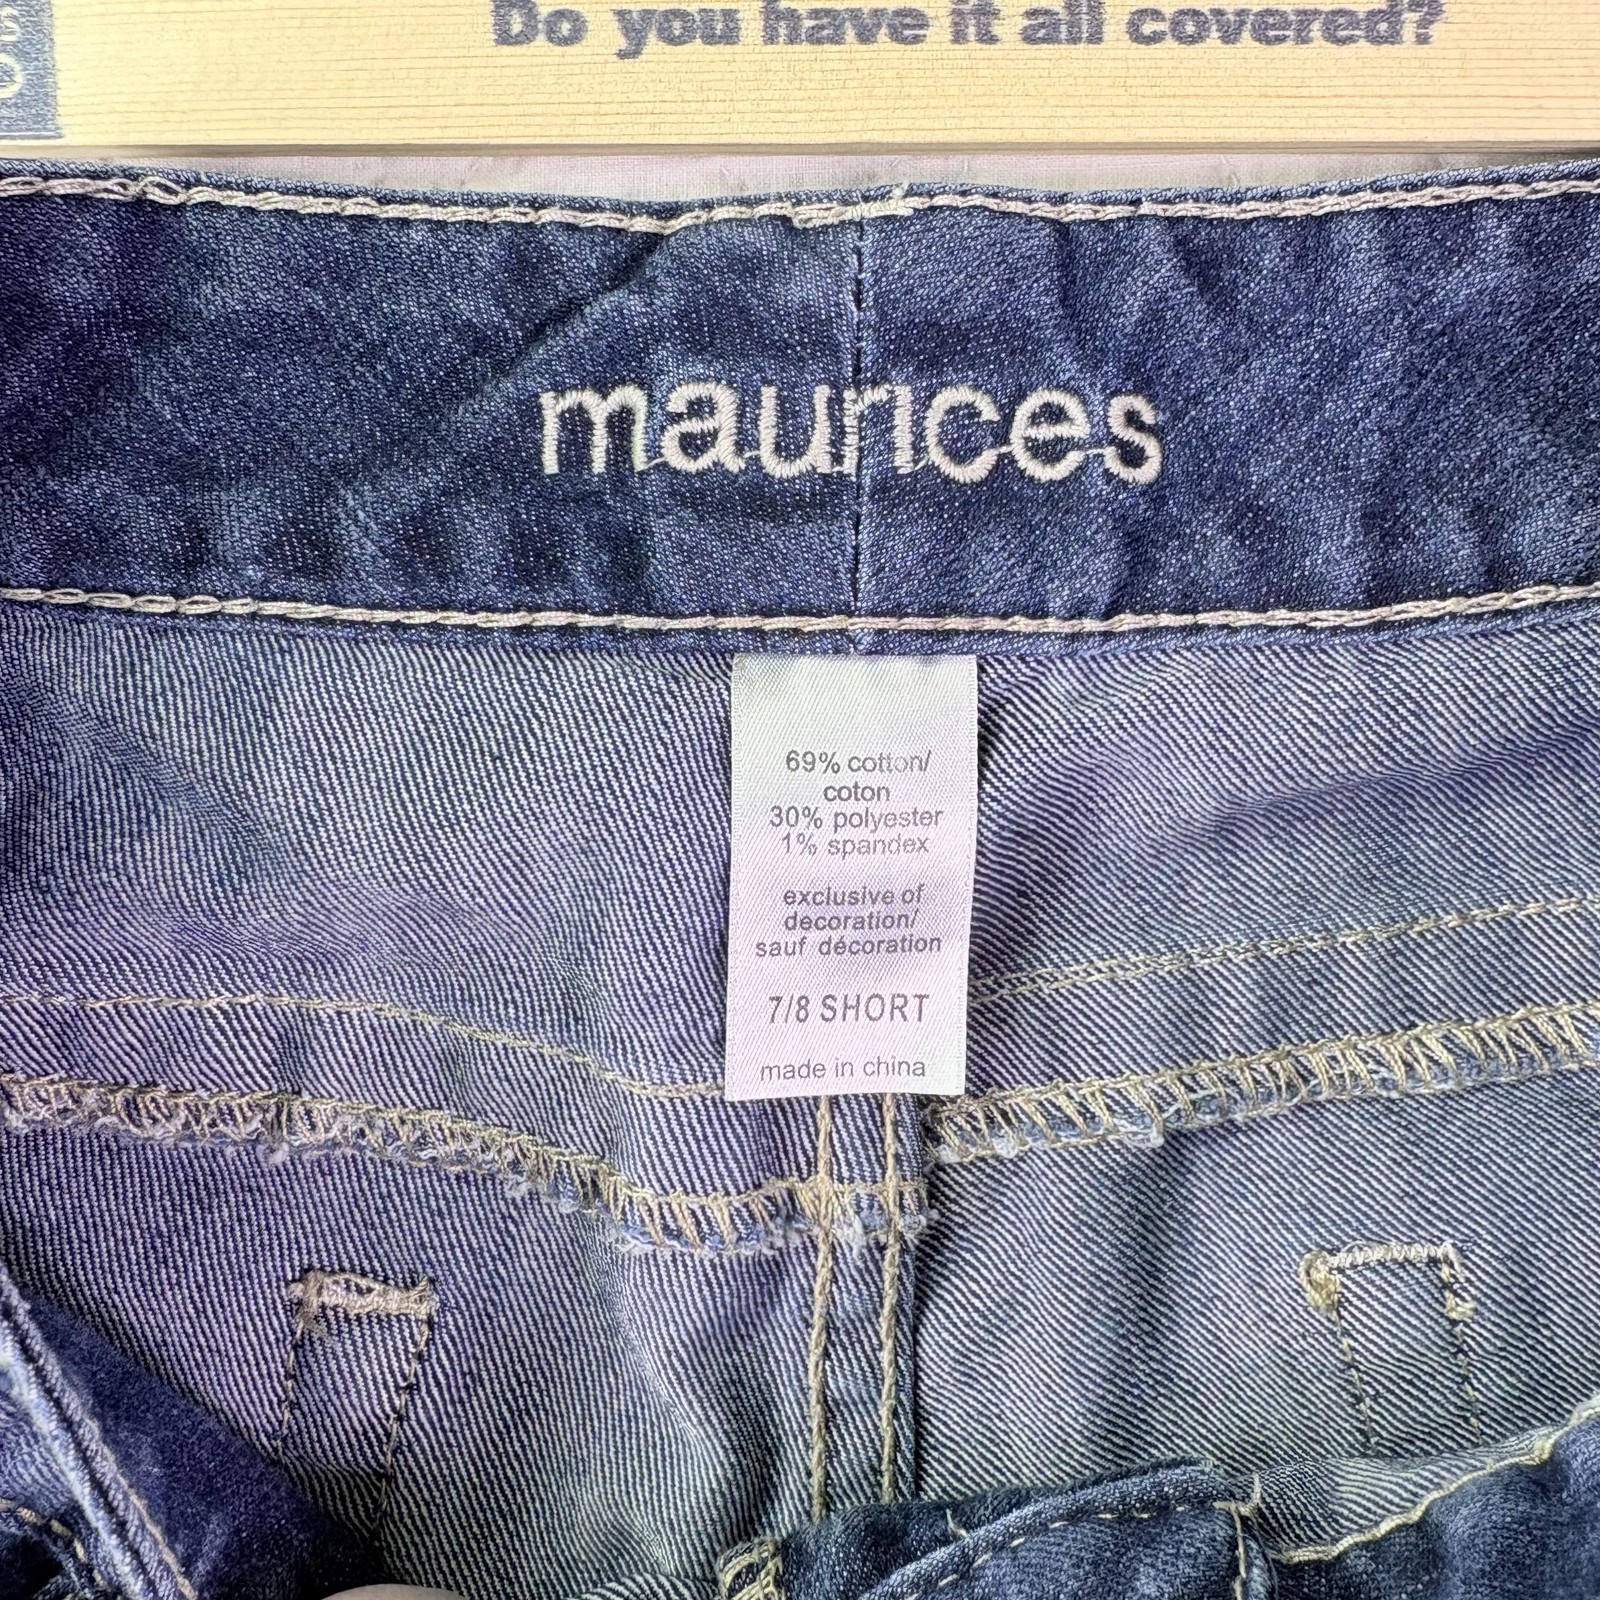 Do you have it all covered?
maurices
69% cotton/
coton
30% polyester
1% spandex
exclusive of
decoration/
sauf décoration
7/8 SHORT
made in china